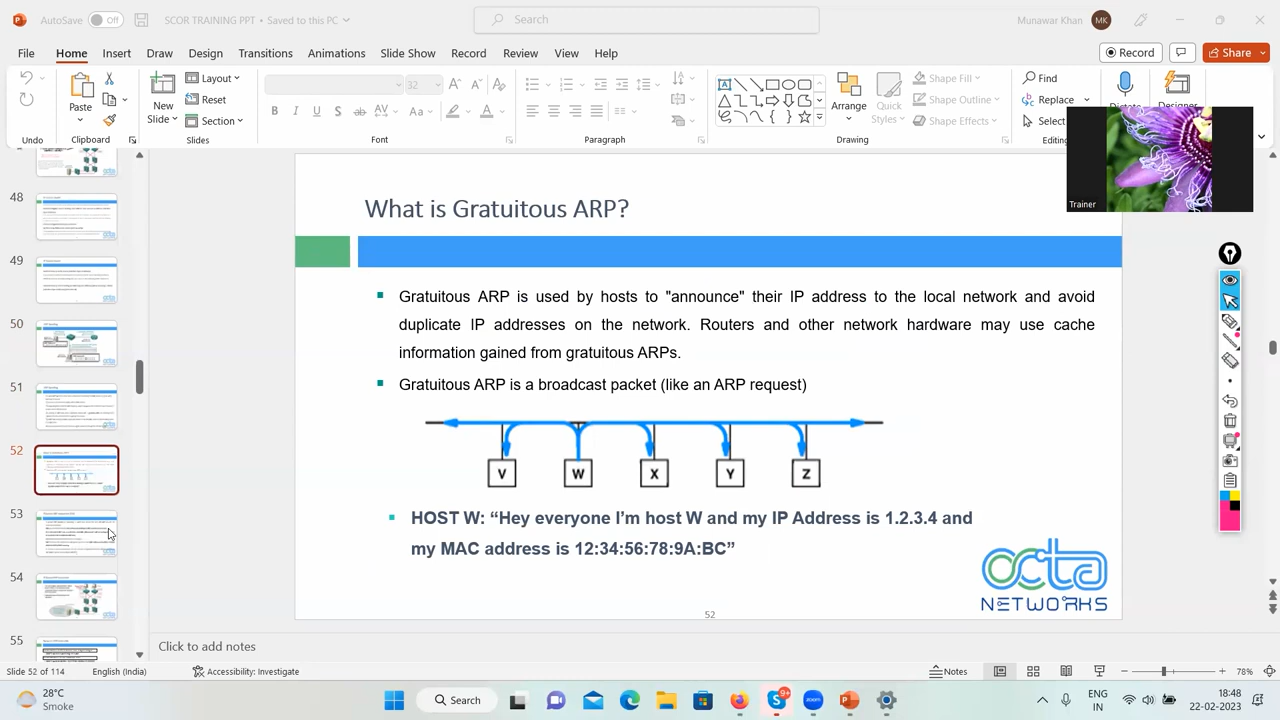 AutoSave Off SCOR TRAINING PPT • Saved to this PC Search Munawar Khan MK
File Home Insert Draw Design Transitions Animations Slide Show Record Review View Help Record Share
Paste New Slide Layout Reset Section 32 Arrange Quick Styles Shape Fill Shape Outline Shape Effects Find Replace Select Designer
Undo Clipboard Slides Font Paragraph Drawing Editing
Trainer
48
49
51
52
53
54
55
What is Gratuitous ARP?
Gratuitous ARP is used by hosts to "announce" their IP address to the local network and avoid
duplicate IP addresses on the network. Routers and other network hardware may use cache
information gained from gratuitous ARPs.
Gratuitous ARP is a broadcast packet (like an ARP request)
V W X Y Z
HOST W: “Hey everyone I’m host W and my IP Address is 1.2.3.4 and
my MAC address is 12:34:56:78:9A:BC”
octa
NETWORKS
52
Click to add notes
Slide 52 of 114 English (India) Accessibility: Investigate Notes 78%
28°C
Smoke
Search
9+
zoom
ENG
IN
18:48
22-02-2023